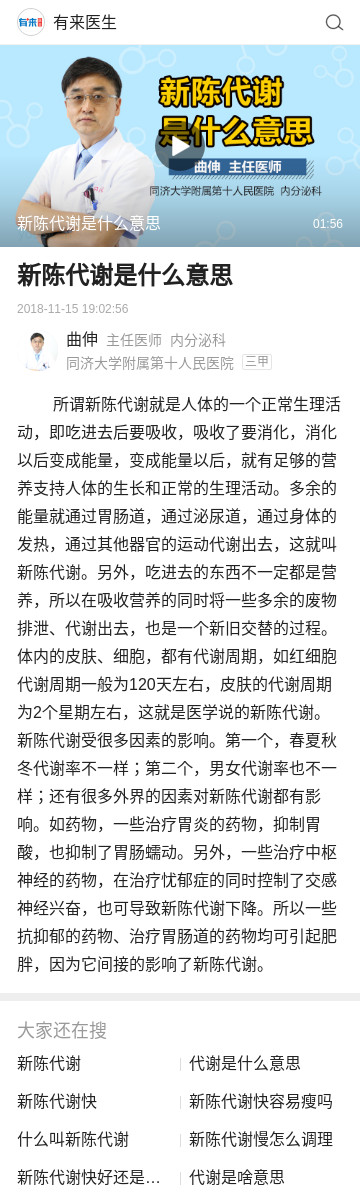 有来医生
有来医生
新陈代谢
是什么意思
曲伸 主任医师
同济大学附属第十人民医院 内分泌科
新陈代谢是什么意思
01:56
新陈代谢是什么意思
2018-11-15 19:02:56
曲伸 主任医师 内分泌科
同济大学附属第十人民医院 三甲
所谓新陈代谢就是人体的一个正常生理活
动，即吃进去后要吸收，吸收了要消化，消化
以后变成能量，变成能量以后，就有足够的营
养支持人体的生长和正常的生理活动。多余的
能量就通过胃肠道，通过泌尿道，通过身体的
发热，通过其他器官的运动代谢出去，这就叫
新陈代谢。另外，吃进去的东西不一定都是营
养，所以在吸收营养的同时将一些多余的废物
排泄、代谢出去，也是一个新旧交替的过程。
体内的皮肤、细胞，都有代谢周期，如红细胞
代谢周期一般为120天左右，皮肤的代谢周期
为2个星期左右，这就是医学说的新陈代谢。
新陈代谢受很多因素的影响。第一个，春夏秋
冬代谢率不一样；第二个，男女代谢率也不一
样；还有很多外界的因素对新陈代谢都有影
响。如药物，一些治疗胃炎的药物，抑制胃
酸，也抑制了胃肠蠕动。另外，一些治疗中枢
神经的药物，在治疗忧郁症的同时控制了交感
神经兴奋，也可导致新陈代谢下降。所以一些
抗抑郁的药物、治疗胃肠道的药物均可引起肥
胖，因为它间接的影响了新陈代谢。
大家还在搜
新陈代谢
代谢是什么意思
新陈代谢快
新陈代谢快容易瘦吗
什么叫新陈代谢
新陈代谢慢怎么调理
新陈代谢快好还是…
代谢是啥意思